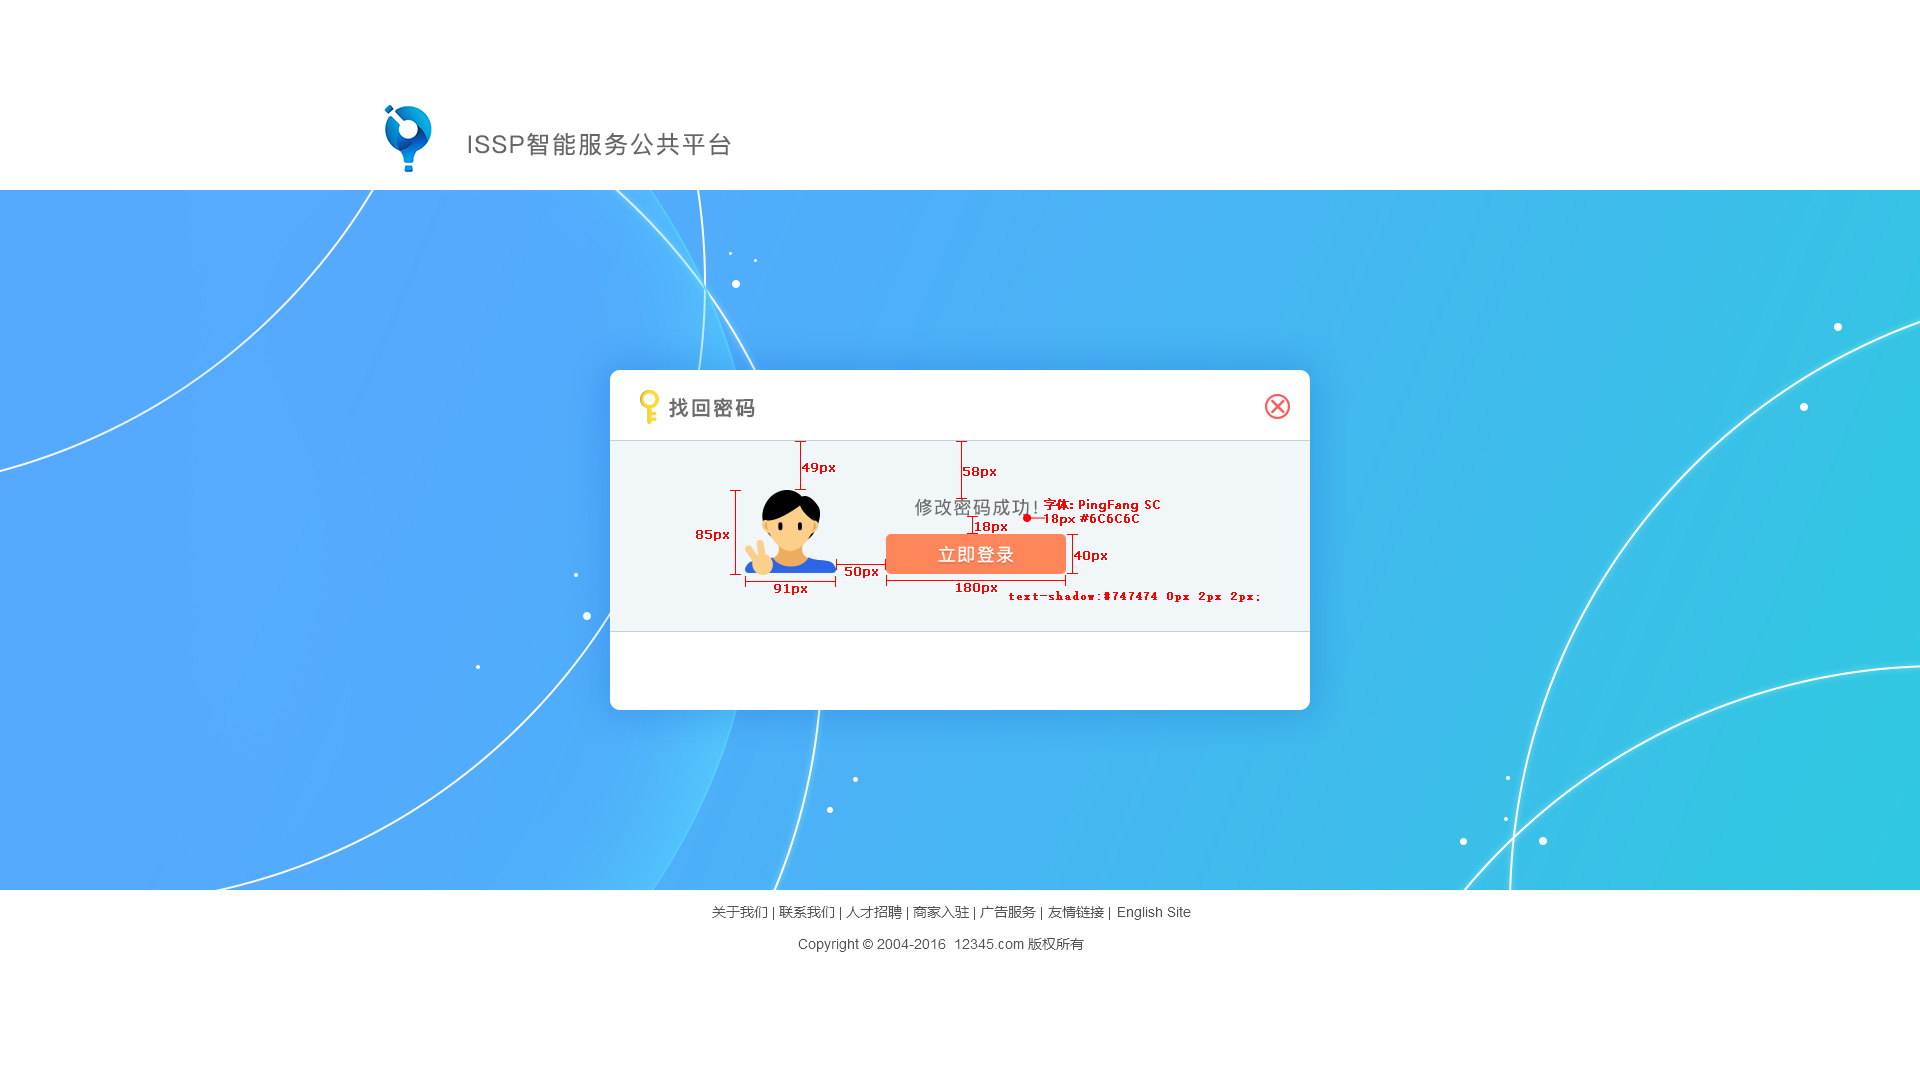 ISSP智能服务公共平台
找回密码
49px
58px
修改密码成功!
字体: PingFang SC
18px #6C6C6C
18px
85px
立即登录
40px
50px
91px
180px
text-shadow:#747474 0px 2px 2px;
关于我们 | 联系我们 | 人才招聘 | 商家入驻 | 广告服务 | 友情链接 | English Site
Copyright © 2004-2016 12345.com 版权所有